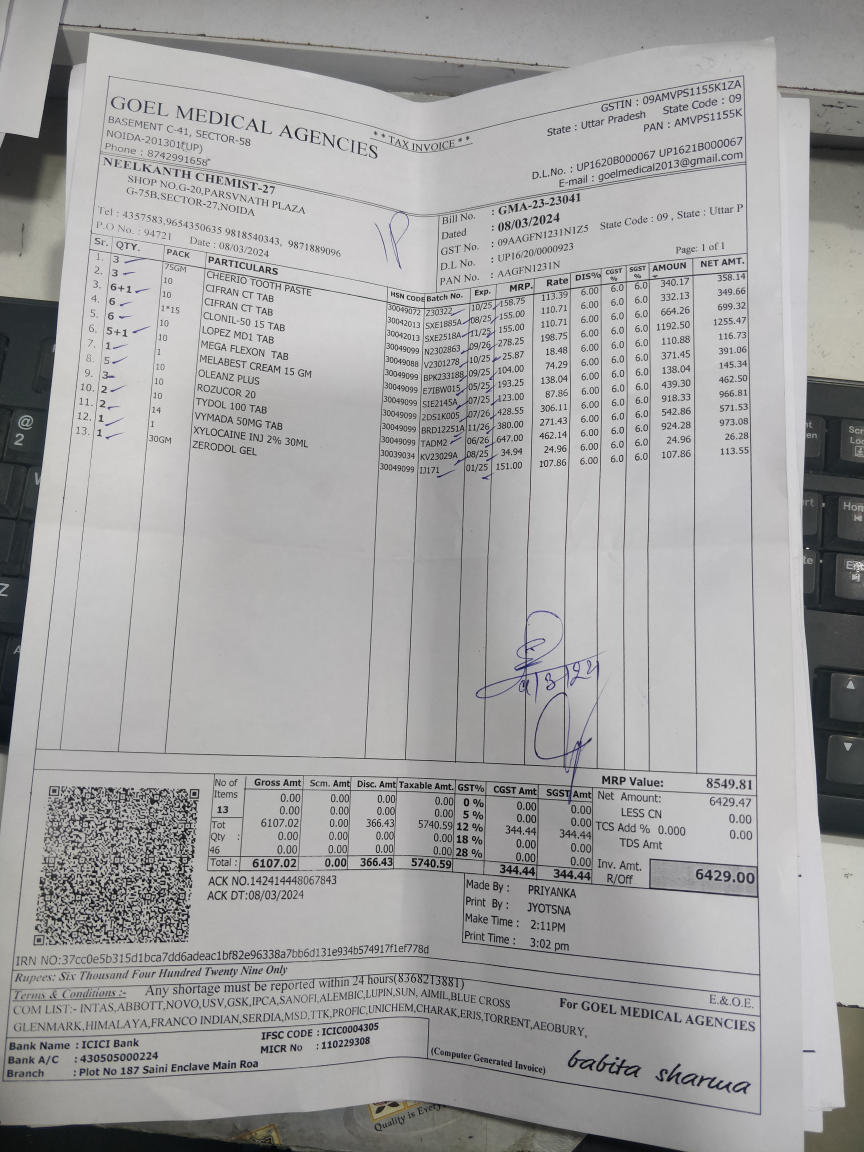 GOEL MEDICAL AGENCIES
BASEMENT C-41, SECTOR-58
NOIDA-201301(UP)
Phone : 8742991658
** TAX INVOICE **
GSTIN : 09AMVPS1155K1ZA
State : Uttar Pradesh State Code : 09
PAN : AMVPS1155K
D.L.No. : UP1620B000067 UP1621B000067
E-mail : goelmedical2013@gmail.com
NEELKANTH CHEMIST-27
SHOP NO.G-20,PARSVNATH PLAZA
G-75B,SECTOR-27,NOIDA
Tel : 4357583,9654350635 9818540343, 9871889096
P.O No. : 94721 Date : 08/03/2024
Bill No. : GMA-23-23041
Dated : 08/03/2024
GST No. : 09AAGFN1231N1Z5 State Code : 09 , State : Uttar P
D.L No. : UP16/20/0000923
PAN No. : AAGFN1231N Page: 1 of 1
Sr. QTY. PACK PARTICULARS HSN CODE Batch No. Exp. MRP. Rate DIS% CGST % SGST % AMOUN NET AMT.
1. 3 75GM CHEERIO TOOTH PASTE 30049072 Z30322 10/25 158.75 113.39 6.00 6.0 6.0 340.17 358.14
2. 3 10 CIFRAN CT TAB 30042013 SXE1885A 08/25 155.00 110.71 6.00 6.0 6.0 332.13 349.66
3. 6+1 10 CIFRAN CT TAB 30042013 SXE2518A 11/25 155.00 110.71 6.00 6.0 6.0 664.26 699.32
4. 6 1*15 CLONIL-50 15 TAB 30049099 N2302863 09/26 278.25 198.75 6.00 6.0 6.0 1192.50 1255.47
5. 6 10 LOPEZ MD1 TAB 30049088 V2301278 10/25 25.87 18.48 6.00 6.0 6.0 110.88 116.73
6. 5+1 10 MEGA FLEXON TAB 30049099 BPK23318B 09/25 104.00 74.29 6.00 6.0 6.0 371.45 391.06
7. 1 1 MELABEST CREAM 15 GM 30049099 E7IBW015 05/25 193.25 138.04 6.00 6.0 6.0 138.04 145.34
8. 5 10 OLEANZ PLUS 30049099 SIE2145A 07/25 123.00 87.86 6.00 6.0 6.0 439.30 462.50
9. 3 10 ROZUCOR 20 30049099 2DS1K005 07/26 428.55 306.11 6.00 6.0 6.0 918.33 966.81
10. 2 10 TYDOL 100 TAB 30049099 BRD12251A 11/26 380.00 271.43 6.00 6.0 6.0 542.86 571.53
11. 2 14 VYMADA 50MG TAB 30049099 TADM2 06/26 647.00 462.14 6.00 6.0 6.0 924.28 973.08
12. 1 1 XYLOCAINE INJ 2% 30ML 30039034 KV23029A 08/25 34.94 24.96 6.00 6.0 6.0 24.96 26.28
13. 1 30GM ZERODOL GEL 30049099 IJ171 01/25 151.00 107.86 6.00 6.0 6.0 107.86 113.55
9/3/24
No of Items Gross Amt Scm. Amt Disc. Amt Taxable Amt. GST% CGST Amt SGST Amt
0.00 0.00 0.00 0.00 0 % 0.00 0.00
13 0.00 0.00 0.00 0.00 5 % 0.00 0.00
Tot 6107.02 0.00 366.43 5740.59 12 % 344.44 344.44
Qty : 0.00 0.00 0.00 0.00 18 % 0.00 0.00
46 0.00 0.00 0.00 0.00 28 % 0.00 0.00
Total : 6107.02 0.00 366.43 5740.59 344.44 344.44
MRP Value: 8549.81
Net Amount: 6429.47
LESS CN 0.00
TCS Add % 0.000 0.00
TDS Amt
Inv. Amt. R/Off 6429.00
ACK NO.142414448067843
ACK DT:08/03/2024
Made By : PRIYANKA
Print By : JYOTSNA
Make Time : 2:11PM
Print Time : 3:02 pm
IRN NO:37cc0e5b315d1bca7dd6adeac1bf82e96338a7bb6d131e934b574917f1ef778d
Rupees: Six Thousand Four Hundred Twenty Nine Only
Terms & Conditions :- Any shortage must be reported within 24 hours(8368213881) E.&.O.E.
COM LIST:- INTAS,ABBOTT,NOVO,USV,GSK,IPCA,SANOFI,ALEMBIC,LUPIN,SUN, AIMIL,BLUE CROSS
GLENMARK,HIMALAYA,FRANCO INDIAN,SERDIA,MSD,TTK,PROFIC,UNICHEM,CHARAK,ERIS,TORRENT,AEOBURY,
For GOEL MEDICAL AGENCIES
Bank Name : ICICI Bank IFSC CODE : ICIC0004305
Bank A/C : 430505000224 MICR No : 110229308
Branch : Plot No 187 Saini Enclave Main Roa
(Computer Generated Invoice)
babita sharma
Quality is Every